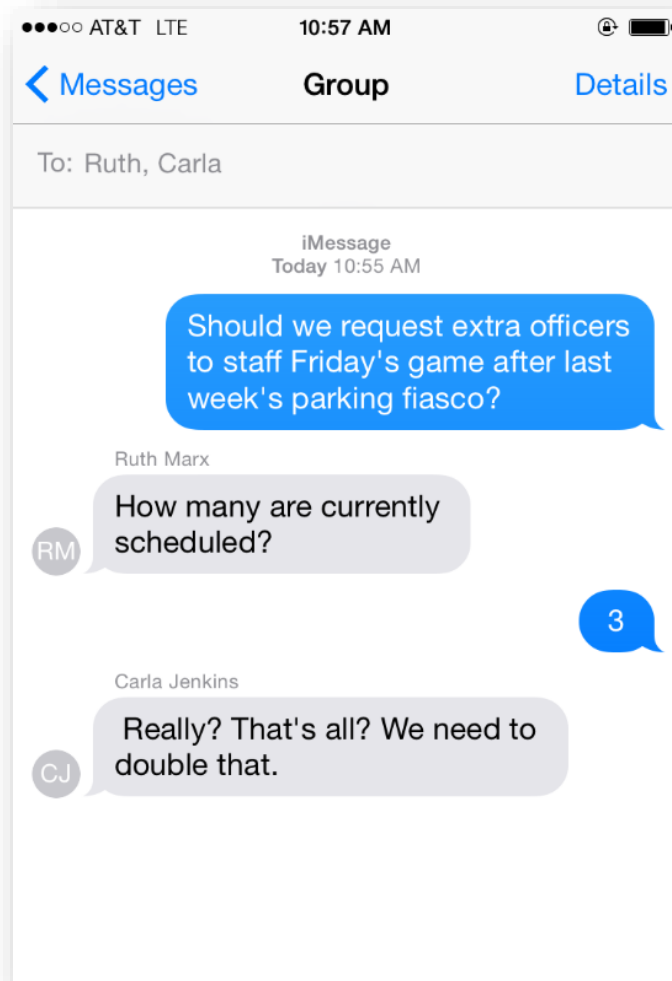 AT&T LTE 10:57 AM
Messages Group Details
To: Ruth, Carla
iMessage
Today 10:55 AM
Should we request extra officers
to staff Friday's game after last
week's parking fiasco?
Ruth Marx
How many are currently
scheduled?
RM
3
Carla Jenkins
Really? That's all? We need to
double that.
CJ